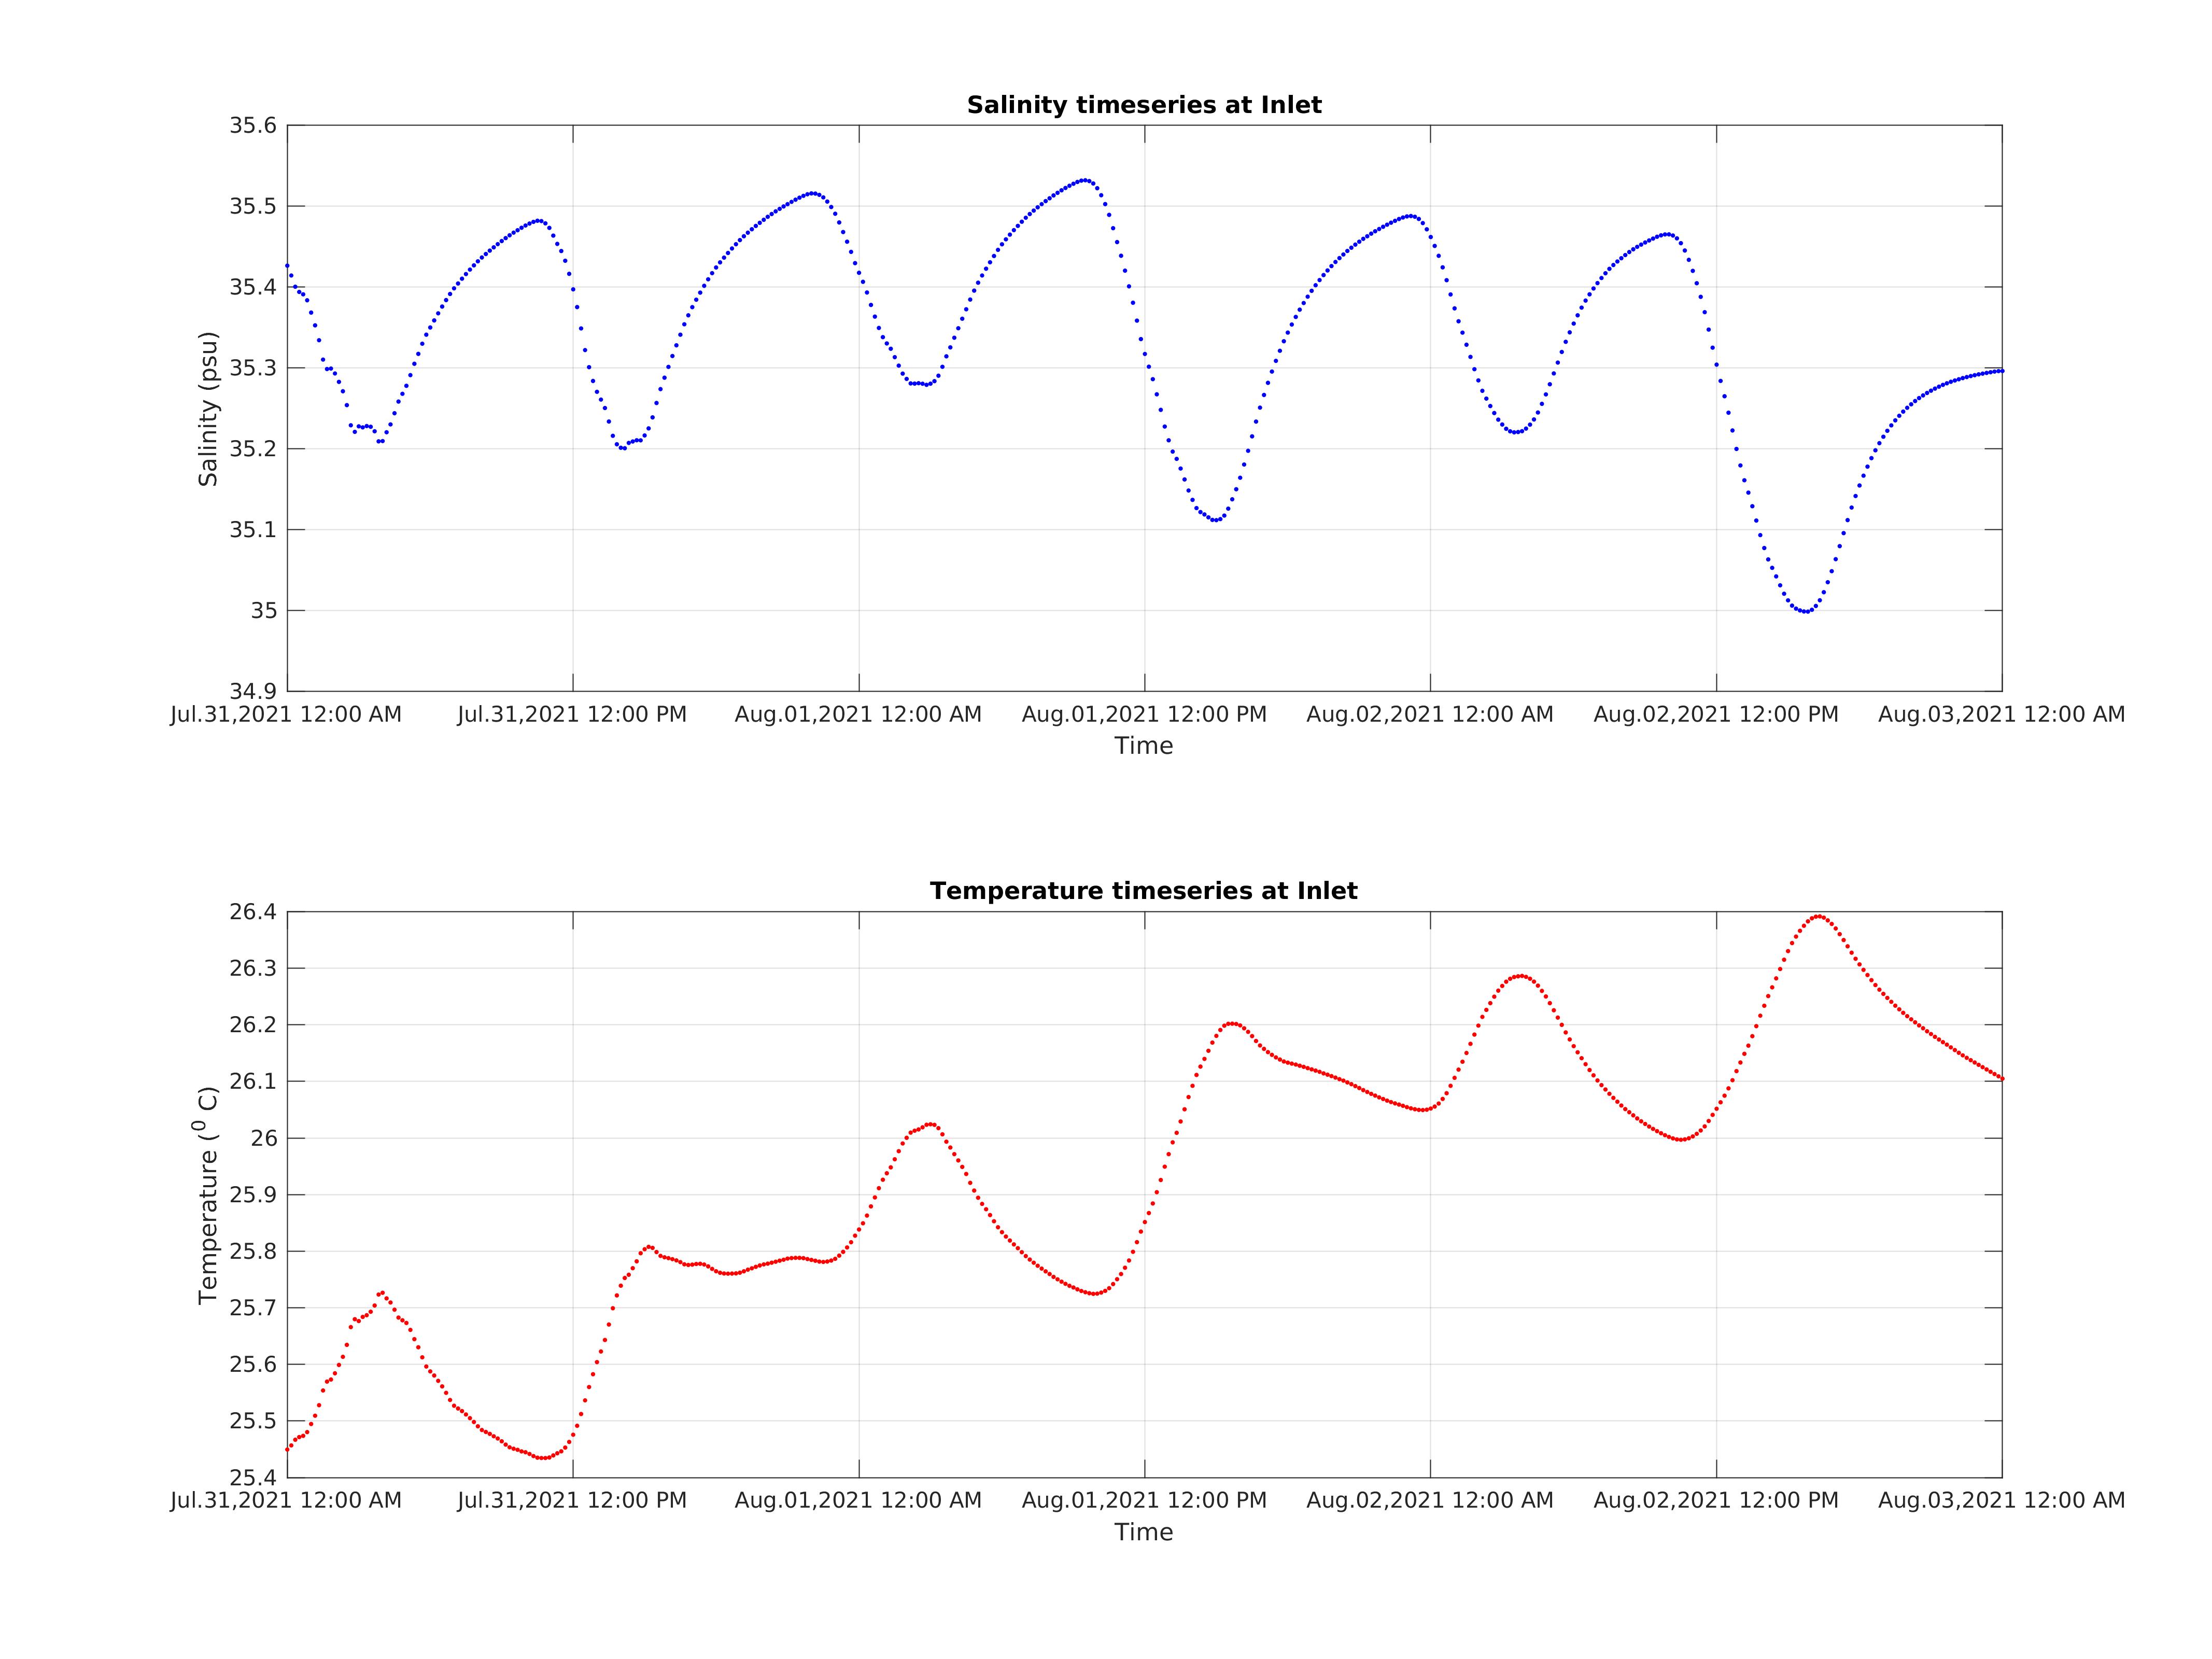 Salinity timeseries at Inlet
35.6
35.5
35.4
35.3
35.2
35.1
35
34.9
Salinity (psu)
Jul.31,2021 12:00 AM Jul.31,2021 12:00 PM Aug.01,2021 12:00 AM Aug.01,2021 12:00 PM Aug.02,2021 12:00 AM Aug.02,2021 12:00 PM Aug.03,2021 12:00 AM
Time
Temperature timeseries at Inlet
26.4
26.3
26.2
26.1
26
25.9
25.8
25.7
25.6
25.5
25.4
Temperature (⁰ C)
Jul.31,2021 12:00 AM Jul.31,2021 12:00 PM Aug.01,2021 12:00 AM Aug.01,2021 12:00 PM Aug.02,2021 12:00 AM Aug.02,2021 12:00 PM Aug.03,2021 12:00 AM
Time